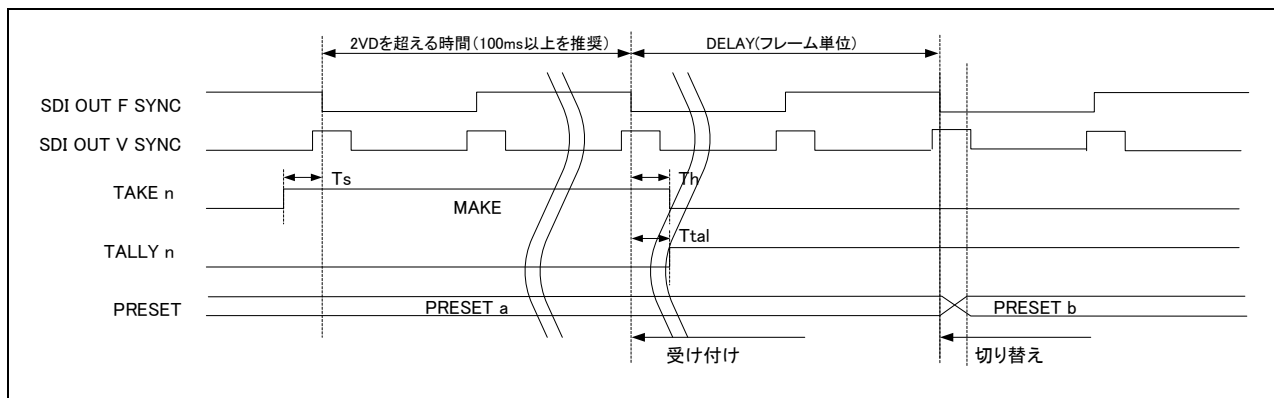 2VDを超える時間(100ms以上を推奨)
DELAY(フレーム単位)
SDI OUT F SYNC
SDI OUT V SYNC
Ts
Th
TAKE n
MAKE
Ttal
TALLY n
PRESET
PRESET a
PRESET b
受け付け
切り替え